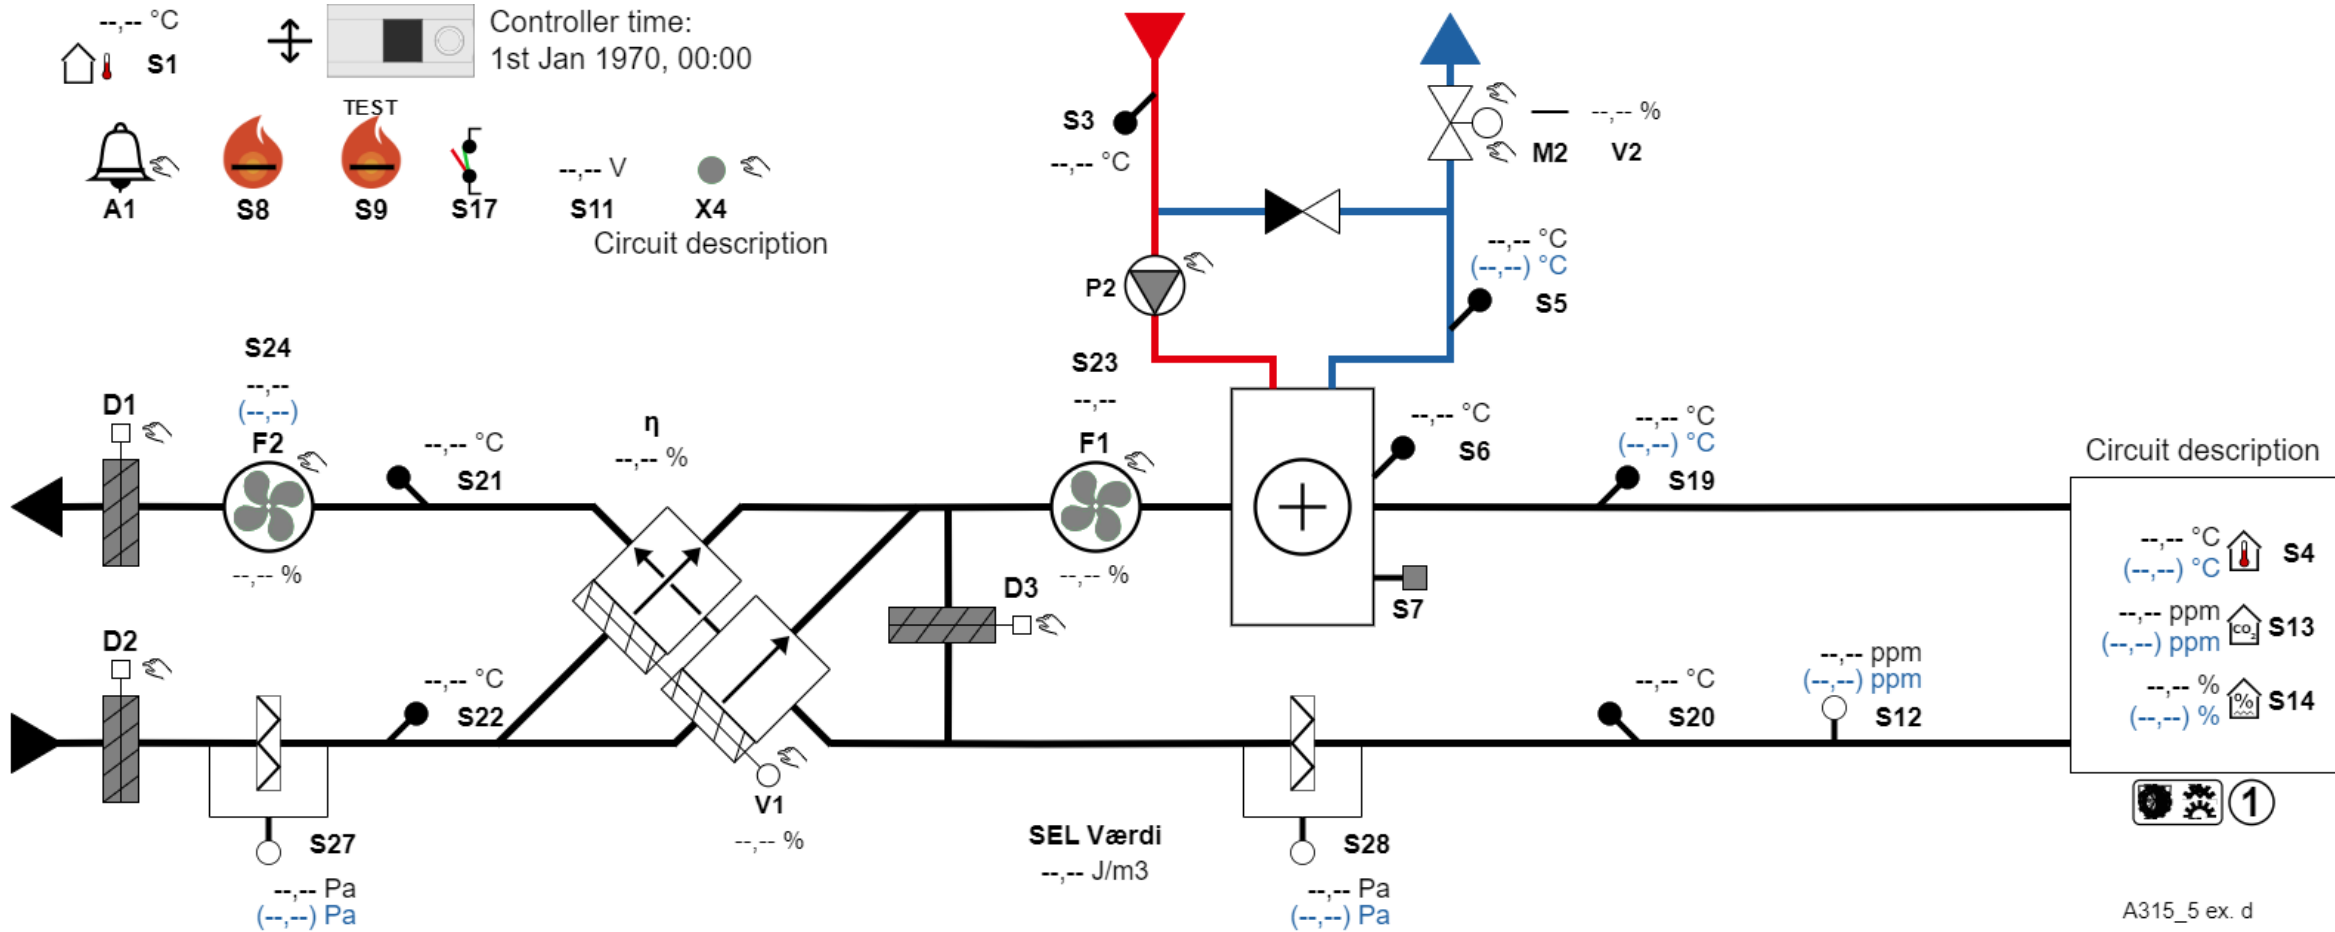 --,-- °C
S1
Controller time:
1st Jan 1970, 00:00
A1
S8
TEST
S9
S17
--,-- V
S11
X4
Circuit description
S3
--,-- °C
--,-- %
M2
V2
P2
--,-- °C
(--,--) °C
S5
S24
--,--
(--,--)
F2
--,-- %
D1
--,-- °C
S21
η
--,-- %
S23
--,--
F1
--,-- %
--,-- °C
S6
S7
--,-- °C
(--,--) °C
S19
Circuit description
--,-- °C
(--,--) °C
S4
--,-- ppm
(--,--) ppm
CO2
S13
--,-- %
(--,--) %
%
S14
1
D2
--,-- °C
S22
D3
--,-- °C
S20
--,-- ppm
(--,--) ppm
S12
V1
--,-- %
S27
--,-- Pa
(--,--) Pa
SEL Værdi
--,-- J/m3
S28
--,-- Pa
(--,--) Pa
A315_5 ex. d